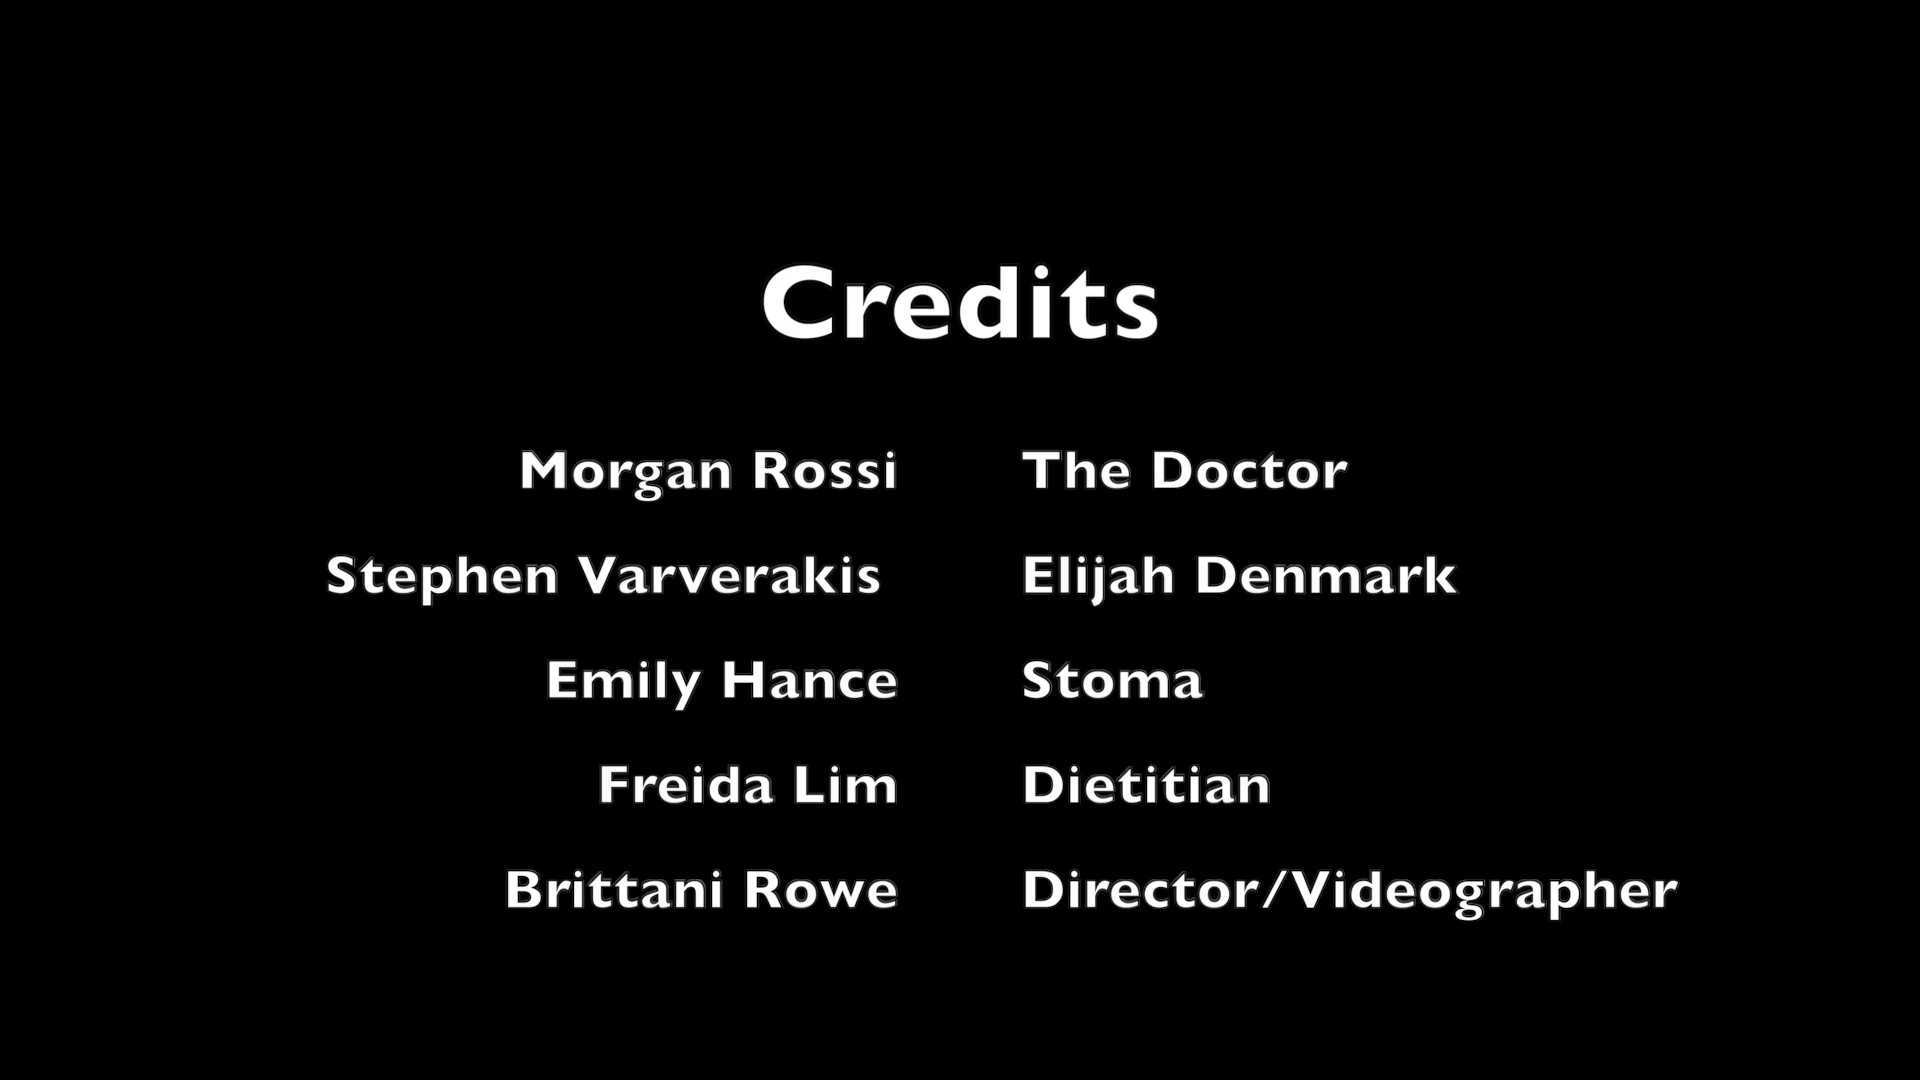 Credits
Morgan Rossi The Doctor
Stephen Varverakis Elijah Denmark
Emily Hance Stoma
Freida Lim Dietitian
Brittani Rowe Director/Videographer